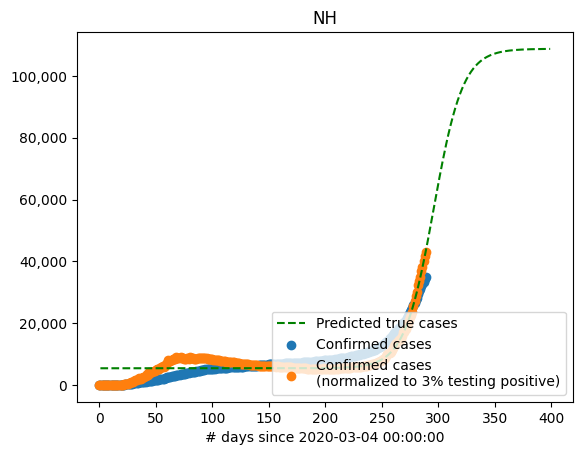 NH
100,000
80,000
60,000
40,000
20,000
0
Predicted true cases
Confirmed cases
Confirmed cases
(normalized to 3% testing positive)
0 50 100 150 200 250 300 350 400
# days since 2020-03-04 00:00:00